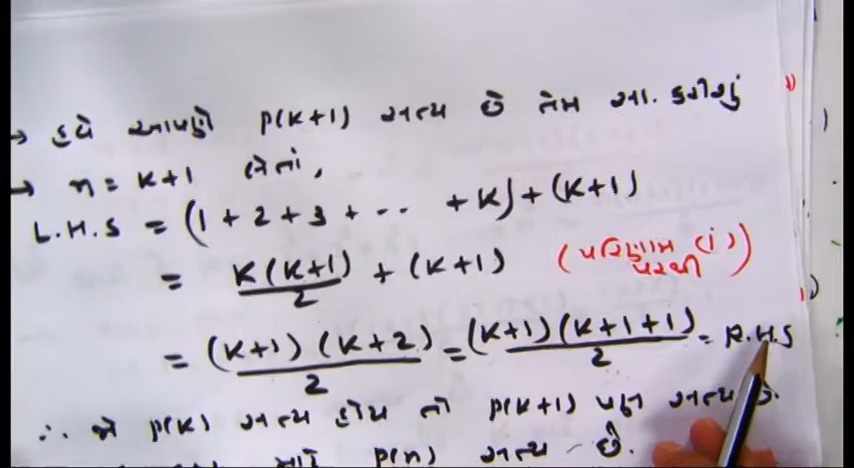 → હવે આપણે P(K+1) સત્ય છે તેમ સા. કરીશું
→ n = K+1 લેતાં,
L.H.S = (1 + 2 + 3 + ... + K) + (K+1)
= K(K+1)/2 + (K+1) (પરિણામ (i) પરથી)
= (K+1)(K+2)/2 = (K+1)(K+1+1)/2 = R.H.S
∴ જો P(K) સત્ય હોય તો P(K+1) પણ સત્ય છે.
માટે P(n) સત્ય છે.